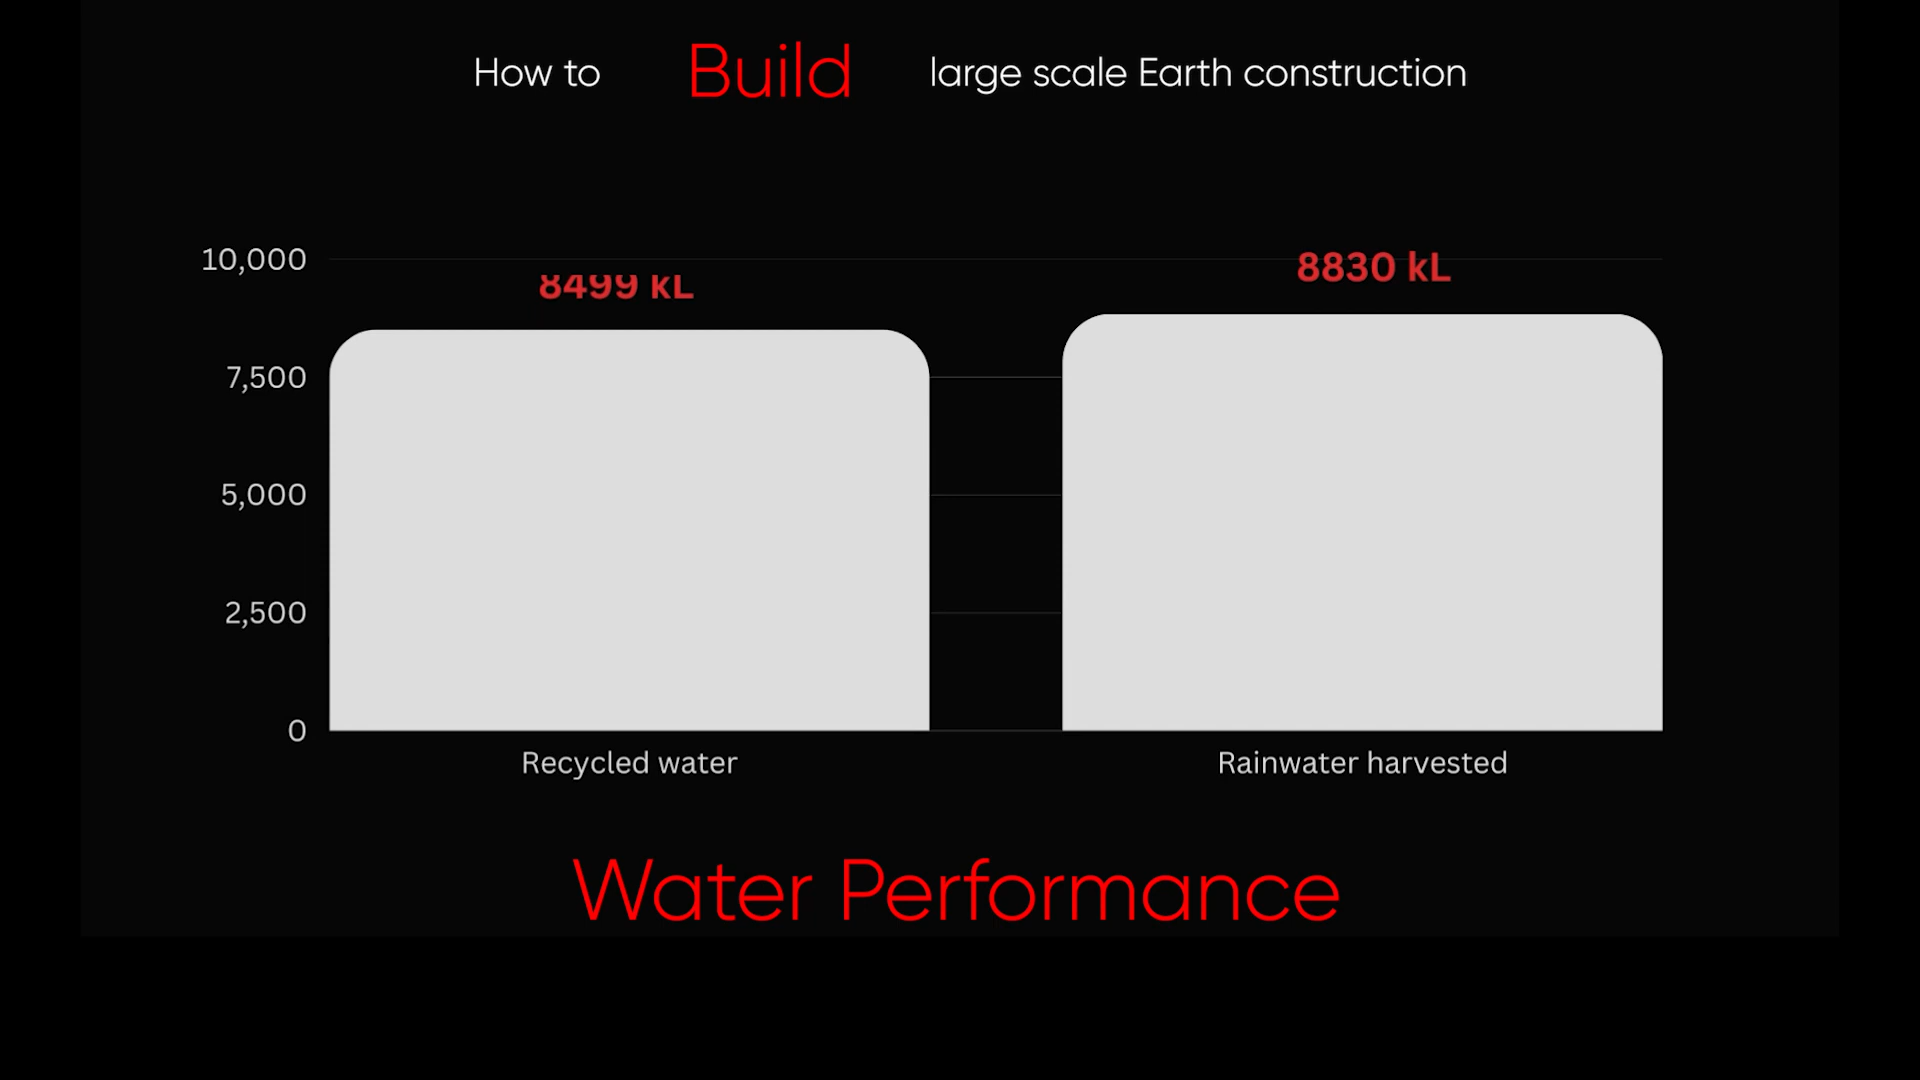 How to Build large scale Earth construction
10,000
8499 kL
8830 kL
7,500
5,000
2,500
0
Recycled water
Rainwater harvested
Water Performance